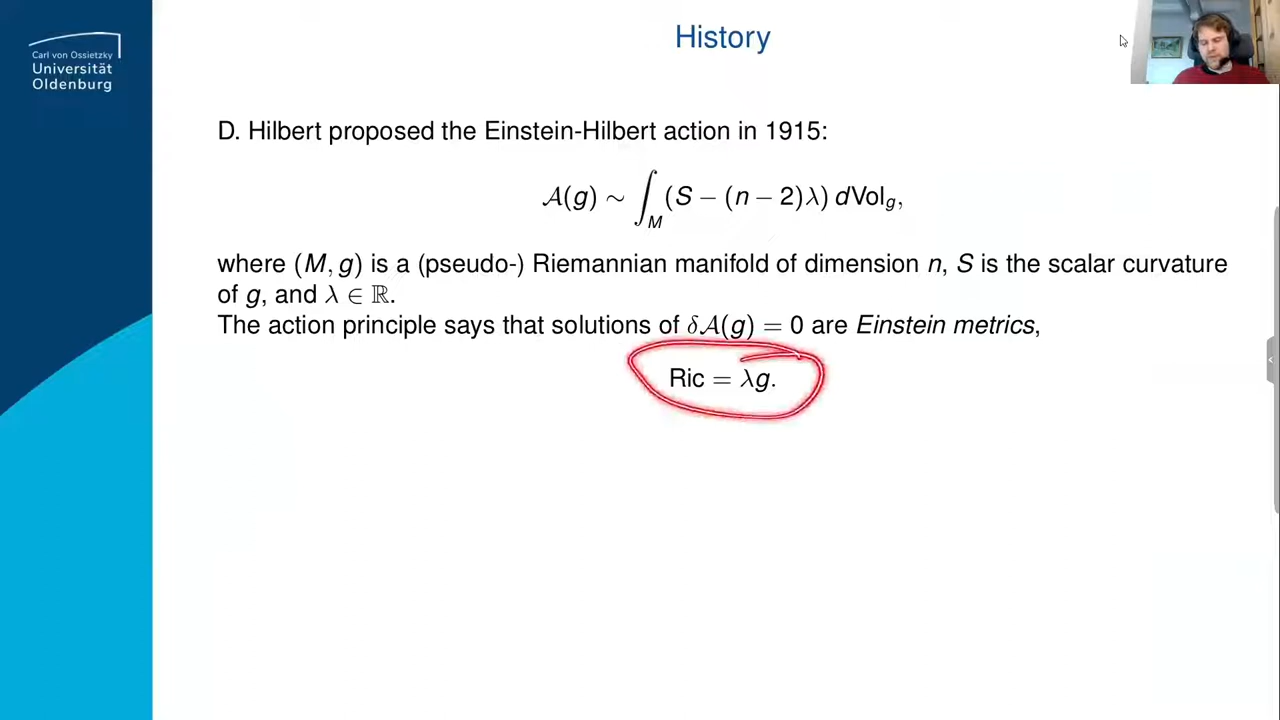 Carl von Ossietzky
Universität
Oldenburg
History
D. Hilbert proposed the Einstein-Hilbert action in 1915:
𝒜(g) ∼ ∫_M (S − (n − 2)λ) dVol_g,
where (M, g) is a (pseudo-) Riemannian manifold of dimension n, S is the scalar curvature
of g, and λ ∈ ℝ.
The action principle says that solutions of δ𝒜(g) = 0 are Einstein metrics,
Ric = λg.